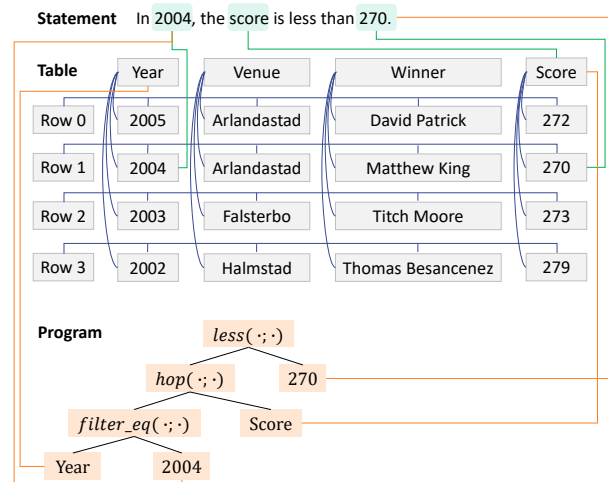 Statement In 2004, the score is less than 270.
Table Year Venue Winner Score
Row 0 2005 Arlandastad David Patrick 272
Row 1 2004 Arlandastad Matthew King 270
Row 2 2003 Falsterbo Titch Moore 273
Row 3 2002 Halmstad Thomas Besancenez 279
Program
less( ·; ·)
hop( ·; ·) 270
filter_eq( ·; ·) Score
Year 2004